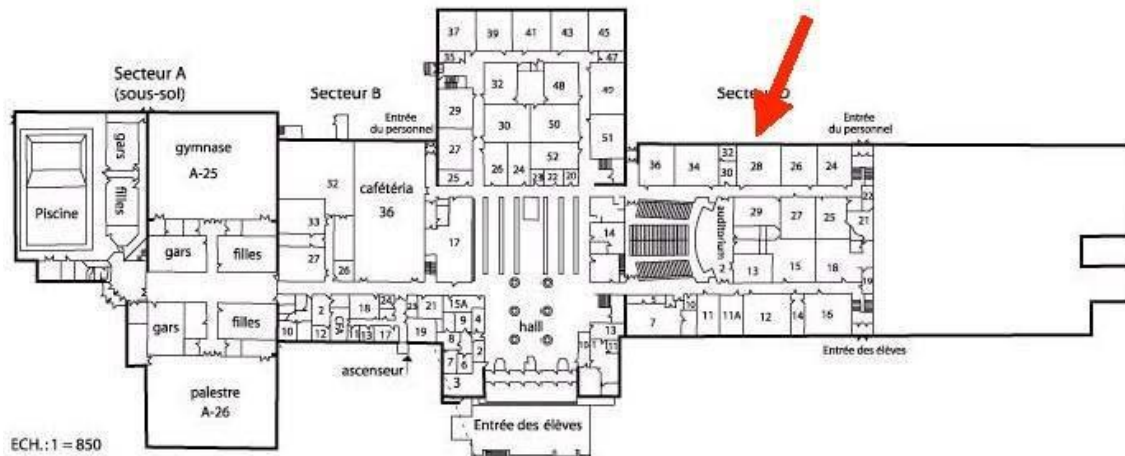 37 39 41 43 45
35 47
Secteur A
(sous-sol)
Secteur B
32 48
29
Entrée
du personnel
30 50 51
Entrée
du personnel
gars
gymnase
A-25
27
26 24 52
25 22 20
36 34 32 28 26 24
30
32
cafétéria
36
Piscine
filles
33
17
14
auditorium
29 27 25
22
21
gars filles
27 26
2 13 15 18
19
gars filles
2 18 24 21 15A
9 4
10 12 CFA 11 13 17 19
8 2
7 6
3
hall
13
10 11
5 10
7 11 11A 12 14 16
ascenseur
Entrée des élèves
palestre
A-26
Entrée des élèves
ECH.:1 = 850